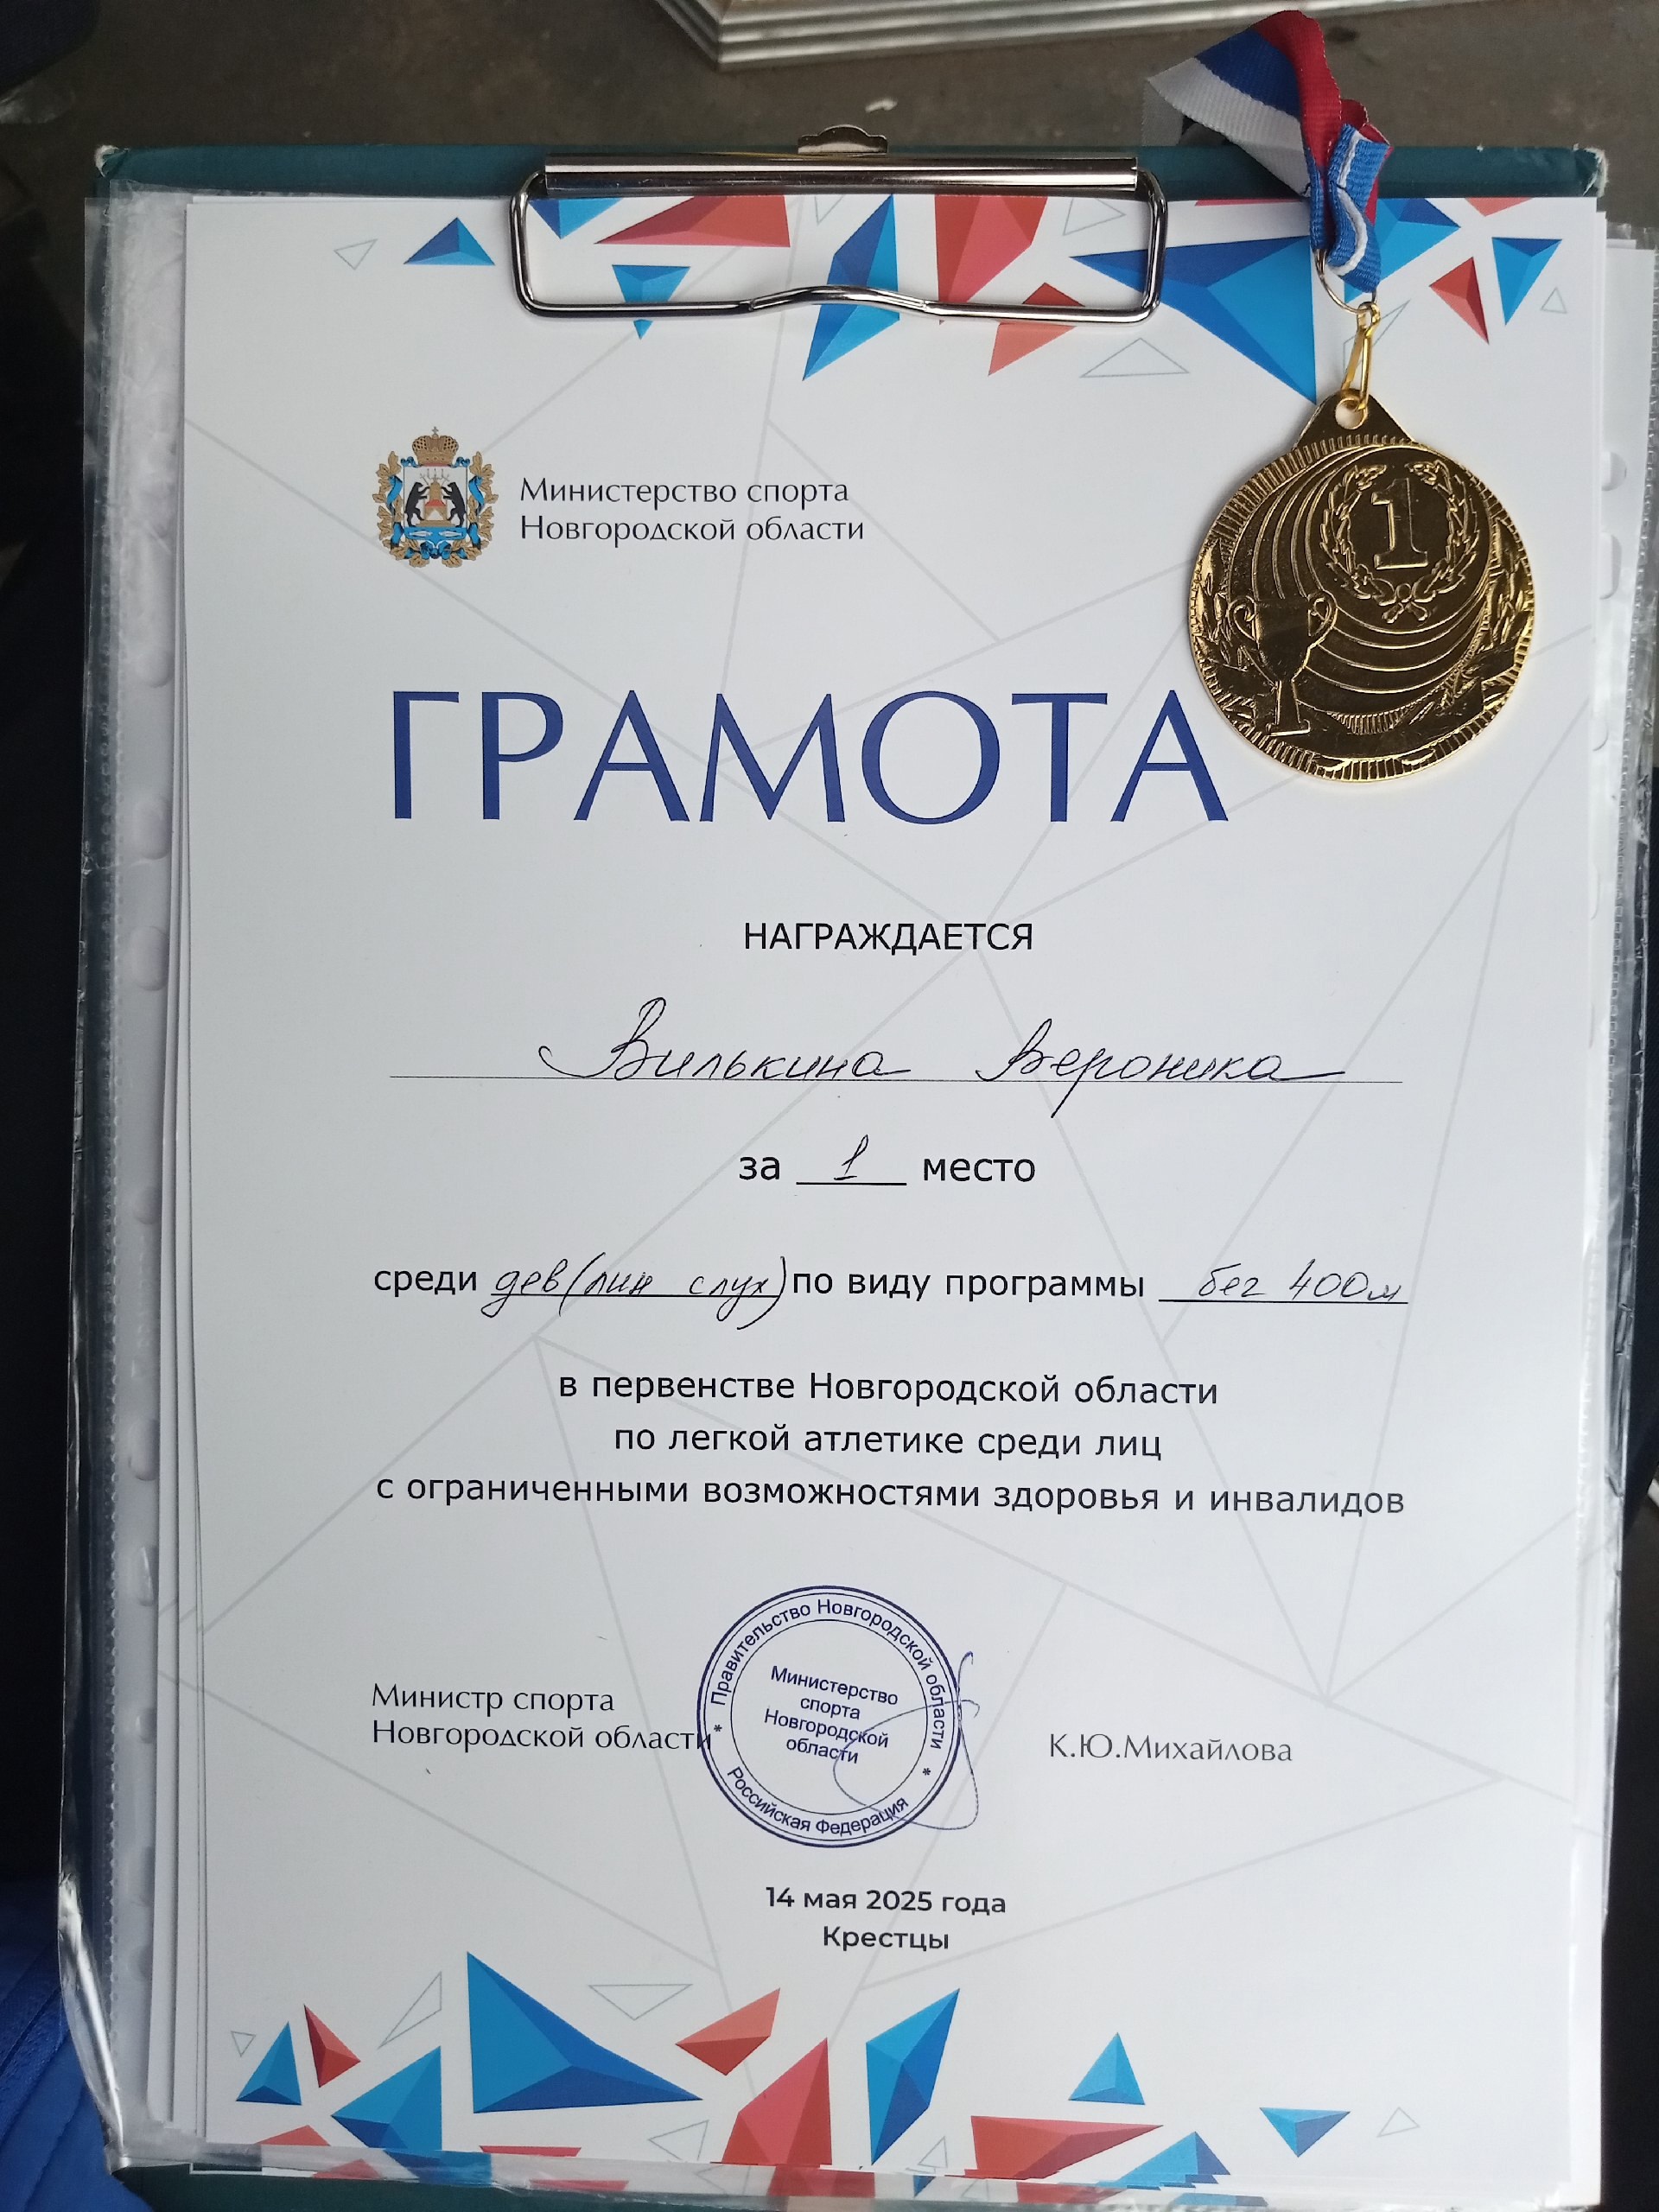 Министерство спорта
Новгородской области
1
ГРАМОТА
НАГРАЖДАЕТСЯ
Вилькина Вероника
за 1 место
среди дев(лин слух) по виду программы бег 400м
в первенстве Новгородской области
по легкой атлетике среди лиц
с ограниченными возможностями здоровья и инвалидов
Министр спорта
Новгородской области
* Правительство Новгородской области *
Российская Федерация
Министерство
спорта
Новгородской
области
К.Ю.Михайлова
14 мая 2025 года
Крестцы